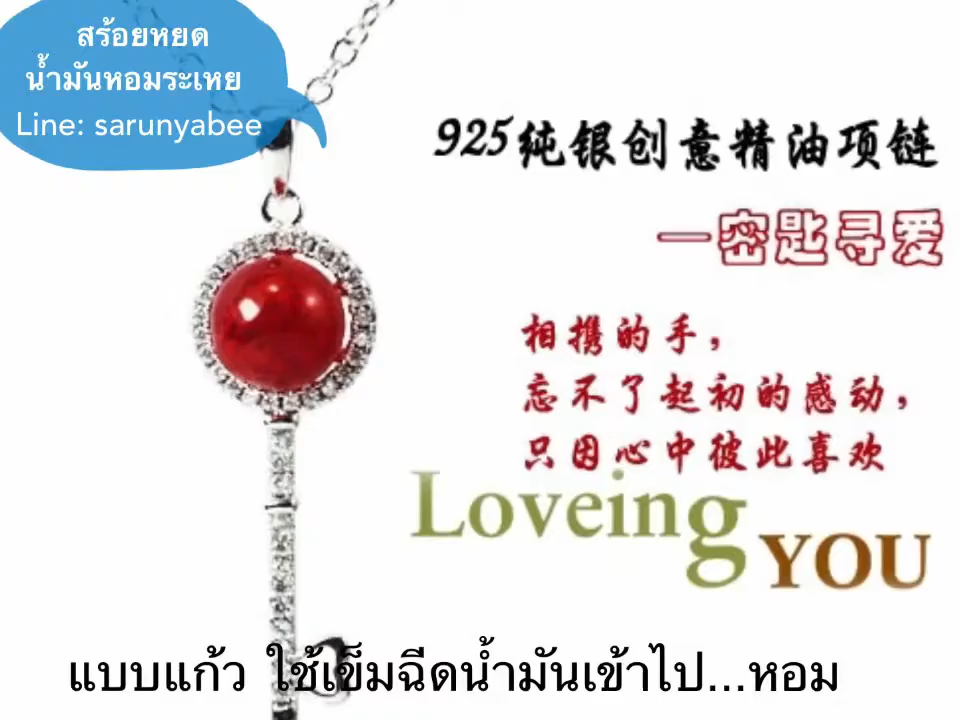 สร้อยหยด
น้ำมันหอมระเหย
Line: sarunyabee
925纯银创意精油项链
一密匙寻爱
相携的手，
忘不了起初的感动，
只因心中彼此喜欢
Loveing
YOU
แบบแก้ว ใช้เข็มฉีดน้ำมันเข้าไป...หอม